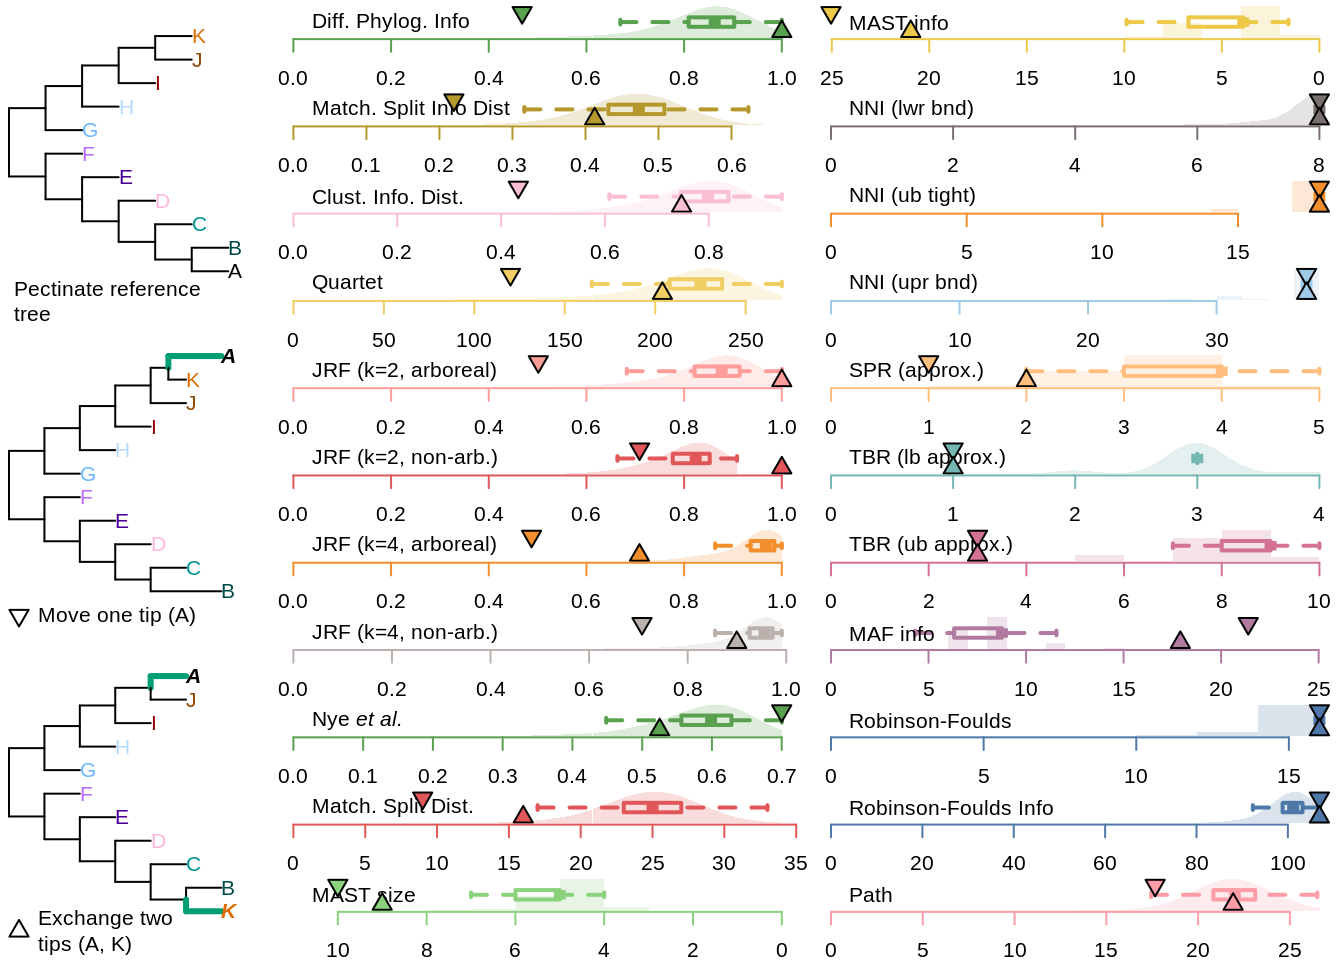 K
J
I
H
G
F
E
D
C
B
A
Pectinate reference
tree
A
K
J
I
H
G
F
E
D
C
B
Move one tip (A)
A
J
I
H
G
F
E
D
C
B
K
Exchange two
tips (A, K)
Diff. Phylog. Info
0.0 0.2 0.4 0.6 0.8 1.0
Match. Split Info Dist
0.0 0.1 0.2 0.3 0.4 0.5 0.6
Clust. Info. Dist.
0.0 0.2 0.4 0.6 0.8
Quartet
0 50 100 150 200 250
JRF (k=2, arboreal)
0.0 0.2 0.4 0.6 0.8 1.0
JRF (k=2, non-arb.)
0.0 0.2 0.4 0.6 0.8 1.0
JRF (k=4, arboreal)
0.0 0.2 0.4 0.6 0.8 1.0
JRF (k=4, non-arb.)
0.0 0.2 0.4 0.6 0.8 1.0
Nye et al.
0.0 0.1 0.2 0.3 0.4 0.5 0.6 0.7
Match. Split Dist.
0 5 10 15 20 25 30 35
MAST size
10 8 6 4 2 0
MAST info
25 20 15 10 5 0
NNI (lwr bnd)
0 2 4 6 8
NNI (ub tight)
0 5 10 15
NNI (upr bnd)
0 10 20 30
SPR (approx.)
0 1 2 3 4 5
TBR (lb approx.)
0 1 2 3 4
TBR (ub approx.)
0 2 4 6 8 10
MAF info
0 5 10 15 20 25
Robinson-Foulds
0 5 10 15
Robinson-Foulds Info
0 20 40 60 80 100
Path
0 5 10 15 20 25